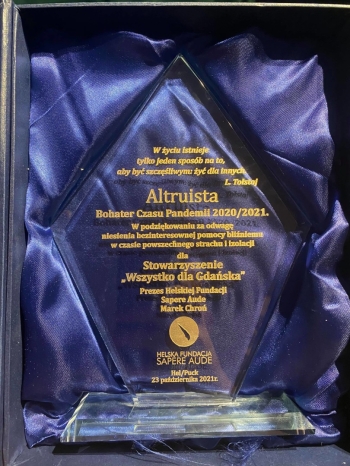 W życiu istnieje
tylko jeden sposób na to,
aby być szczęśliwym: żyć dla innych.
L. Tołstoj
Altruista
Bohater Czasu Pandemii 2020/2021.
W podziękowaniu za odwagę
niesienia bezinteresownej pomocy bliźniemu
w czasie powszechnego strachu i izolacji
dla
Stowarzyszenie
„Wszystko dla Gdańska”
Prezes Helskiej Fundacji
Sapere Aude
Marek Chroń
HELSKA FUNDACJA
SAPERE AUDE
Hel/Puck
23 października 2021r.